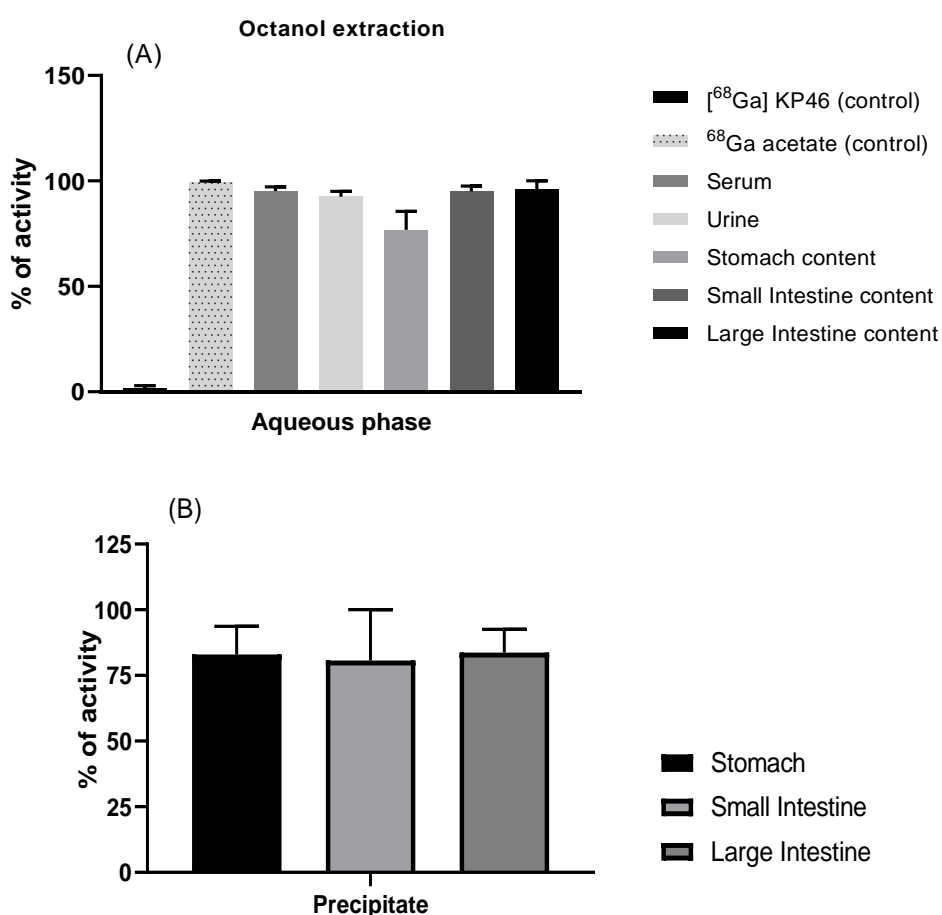 Octanol extraction
(A)
150
100
50
0
% of activity
Aqueous phase
[⁶⁸Ga] KP46 (control)
⁶⁸Ga acetate (control)
Serum
Urine
Stomach content
Small Intestine content
Large Intestine content
(B)
125
100
75
50
25
0
% of activity
Precipitate
Stomach
Small Intestine
Large Intestine